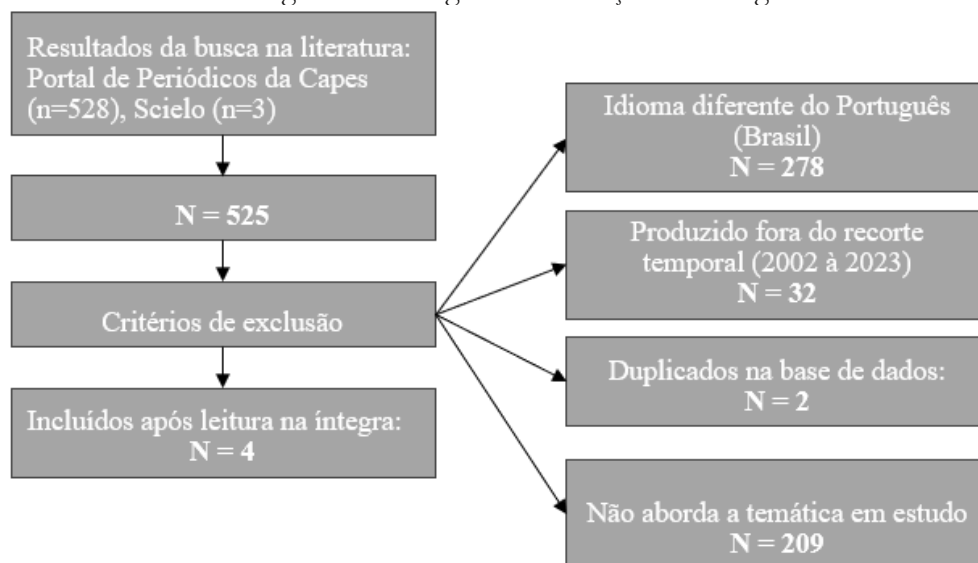 Resultados da busca na literatura:
Portal de Periódicos da Capes
(n=528), Scielo (n=3)
N = 525
Critérios de exclusão
Incluídos após leitura na íntegra:
N = 4
Idioma diferente do Português
(Brasil)
N = 278
Produzido fora do recorte
temporal (2002 à 2023)
N = 32
Duplicados na base de dados:
N = 2
Não aborda a temática em estudo
N = 209